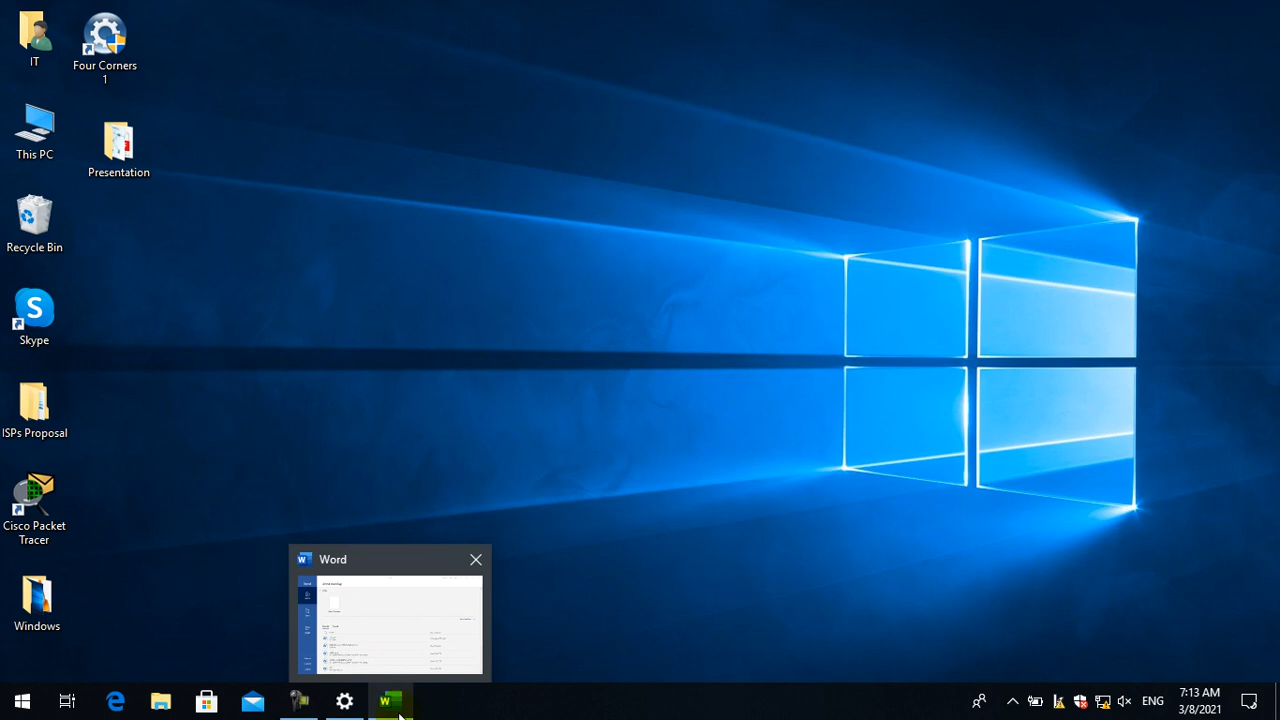 IT
Four Corners
1
This PC
Presentation
Recycle Bin
S
Skype
ISPs Proposal
Cisco Packet
Tracer
Windows
W Word
W
ENG
7:13 AM
3/8/2021